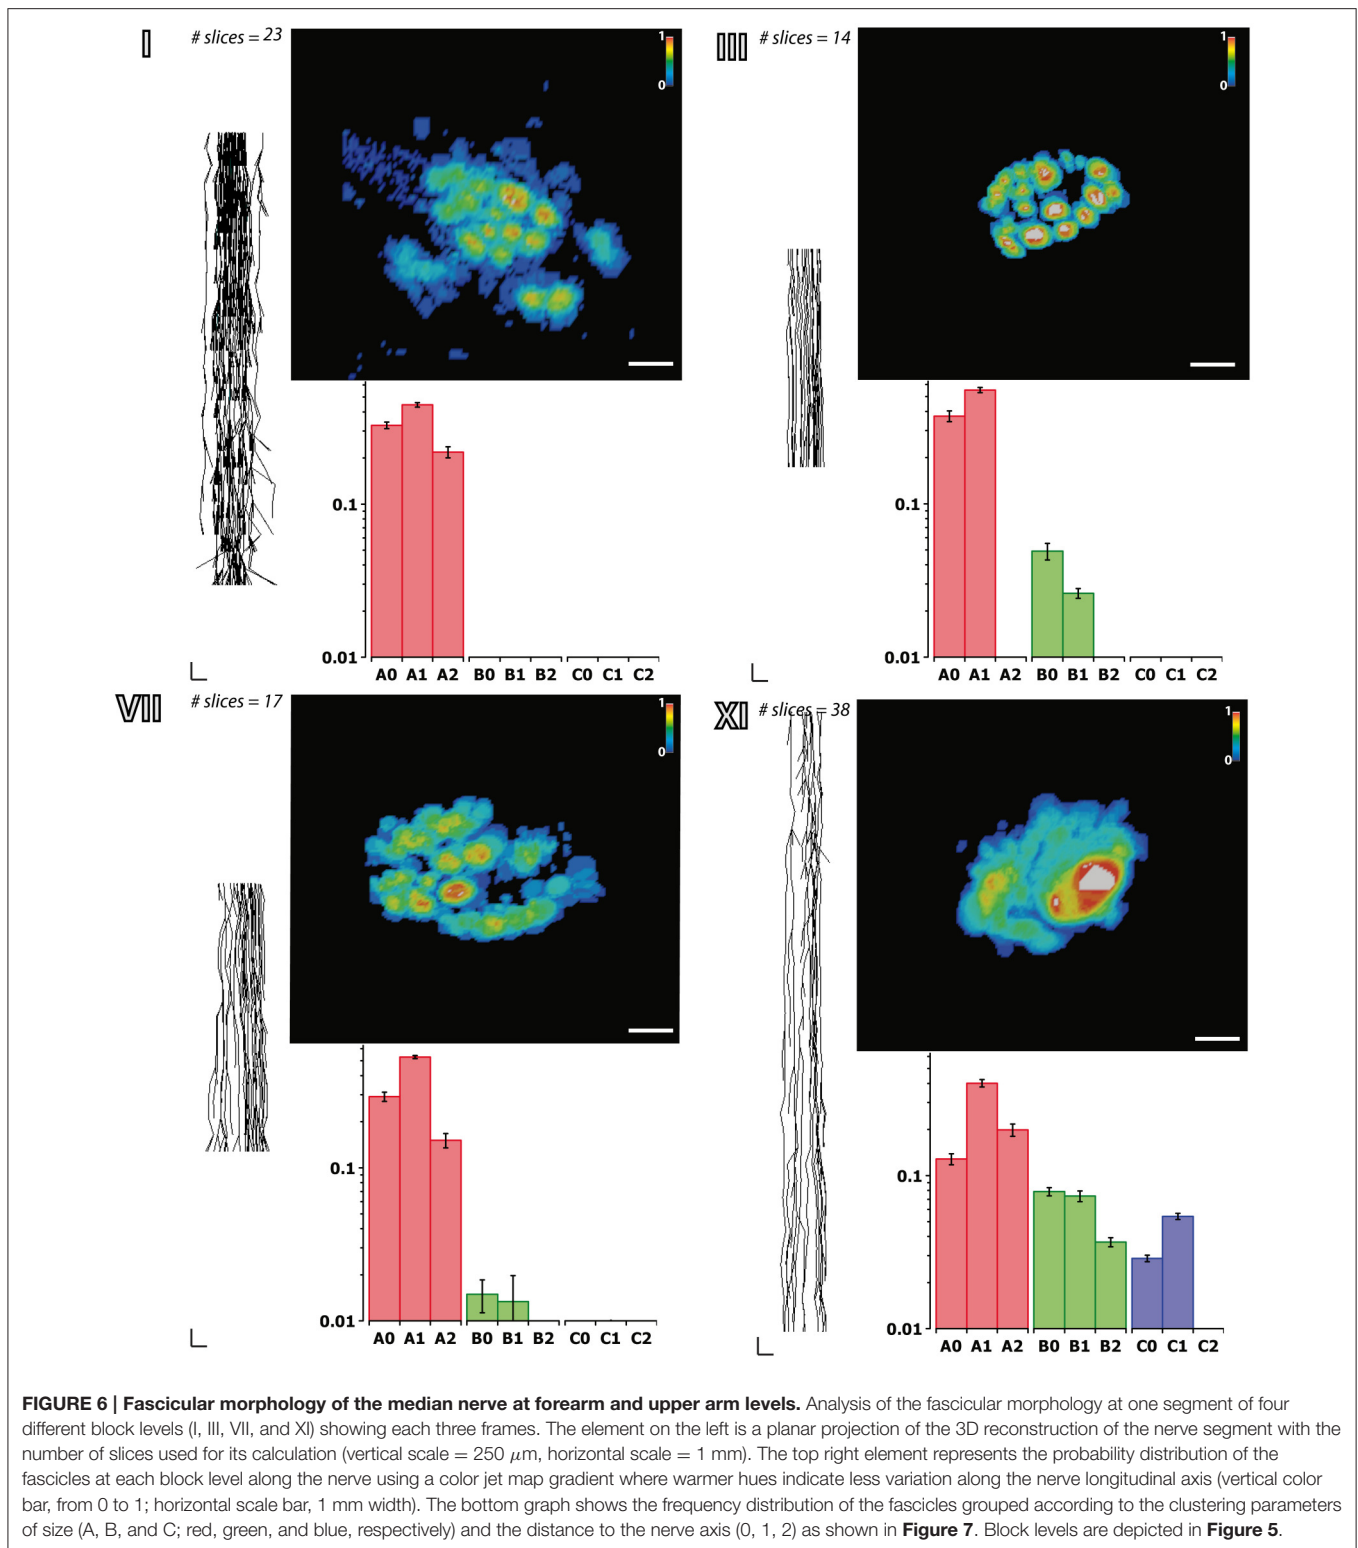 I
# slices = 23
1
0
0.1
0.01
A0 A1 A2 B0 B1 B2 C0 C1 C2
III
# slices = 14
1
0
0.1
0.01
A0 A1 A2 B0 B1 B2 C0 C1 C2
VII
# slices = 17
1
0
0.1
0.01
A0 A1 A2 B0 B1 B2 C0 C1 C2
XI
# slices = 38
1
0
0.1
0.01
A0 A1 A2 B0 B1 B2 C0 C1 C2
FIGURE 6 | Fascicular morphology of the median nerve at forearm and upper arm levels. Analysis of the fascicular morphology at one segment of four
different block levels (I, III, VII, and XI) showing each three frames. The element on the left is a planar projection of the 3D reconstruction of the nerve segment with the
number of slices used for its calculation (vertical scale = 250 μm, horizontal scale = 1 mm). The top right element represents the probability distribution of the
fascicles at each block level along the nerve using a color jet map gradient where warmer hues indicate less variation along the nerve longitudinal axis (vertical color
bar, from 0 to 1; horizontal scale bar, 1 mm width). The bottom graph shows the frequency distribution of the fascicles grouped according to the clustering parameters
of size (A, B, and C; red, green, and blue, respectively) and the distance to the nerve axis (0, 1, 2) as shown in Figure 7. Block levels are depicted in Figure 5.